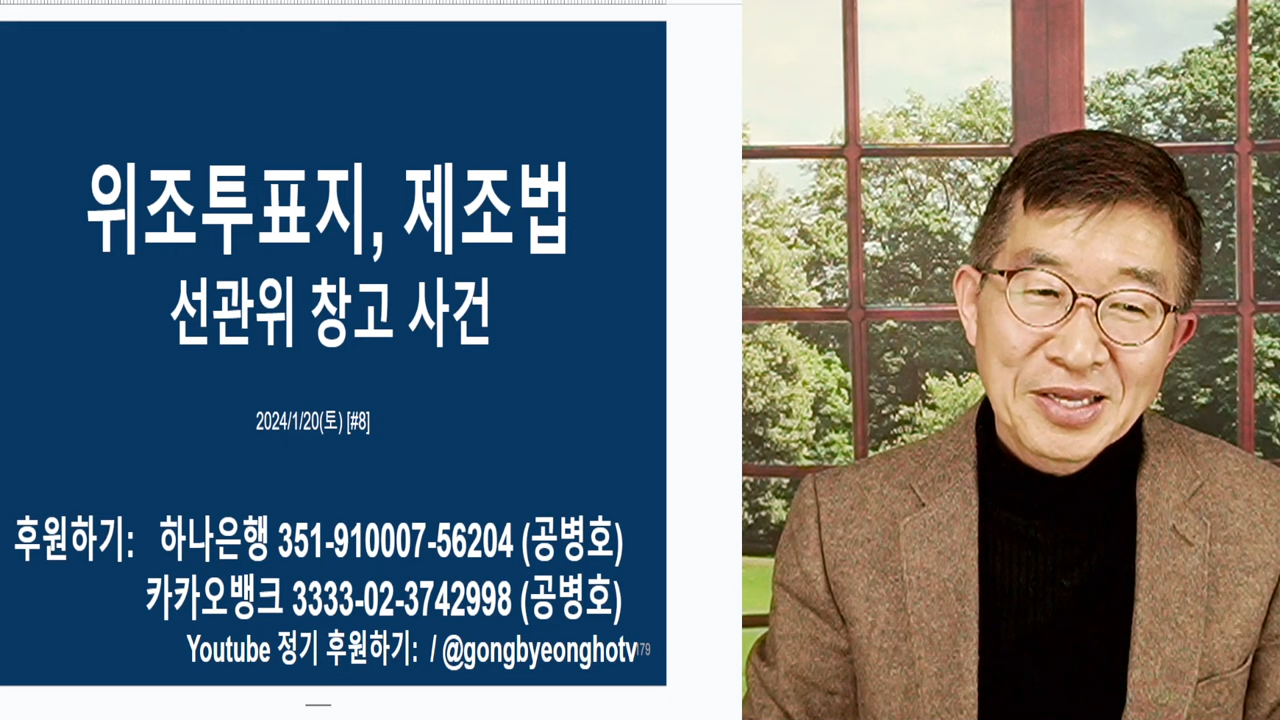 위조투표지, 제조법
선관위 창고 사건
2024/1/20(토) [#8]
후원하기: 하나은행 351-910007-56204 (공병호)
카카오뱅크 3333-02-3742998 (공병호)
Youtube 정기 후원하기: / @gongbyeonghotv
179